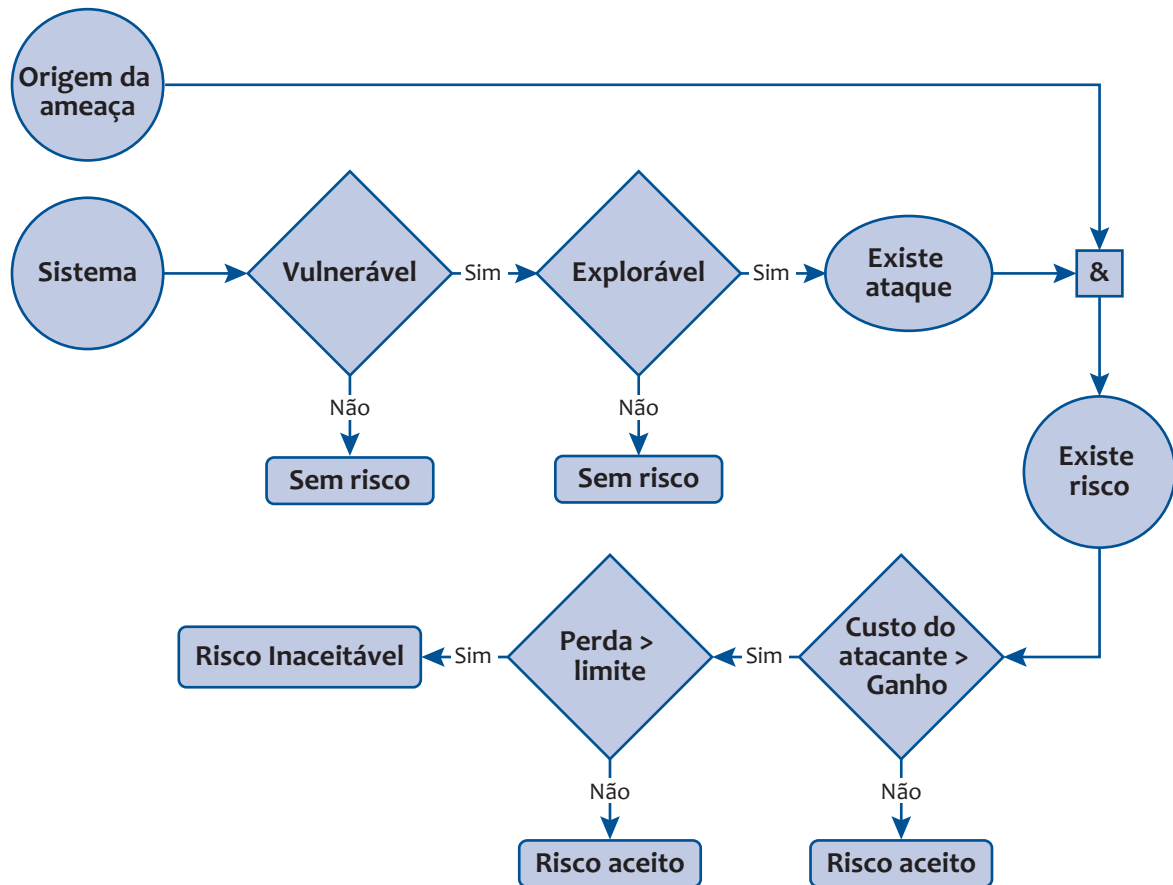 Origem da
ameaça
Sistema
Vulnerável
Sim
Explorável
Sim
Existe
ataque
&
Não
Não
Sem risco
Sem risco
Existe
risco
Risco Inaceitável
Sim
Perda >
limite
Sim
Custo do
atacante >
Ganho
Não
Não
Risco aceito
Risco aceito